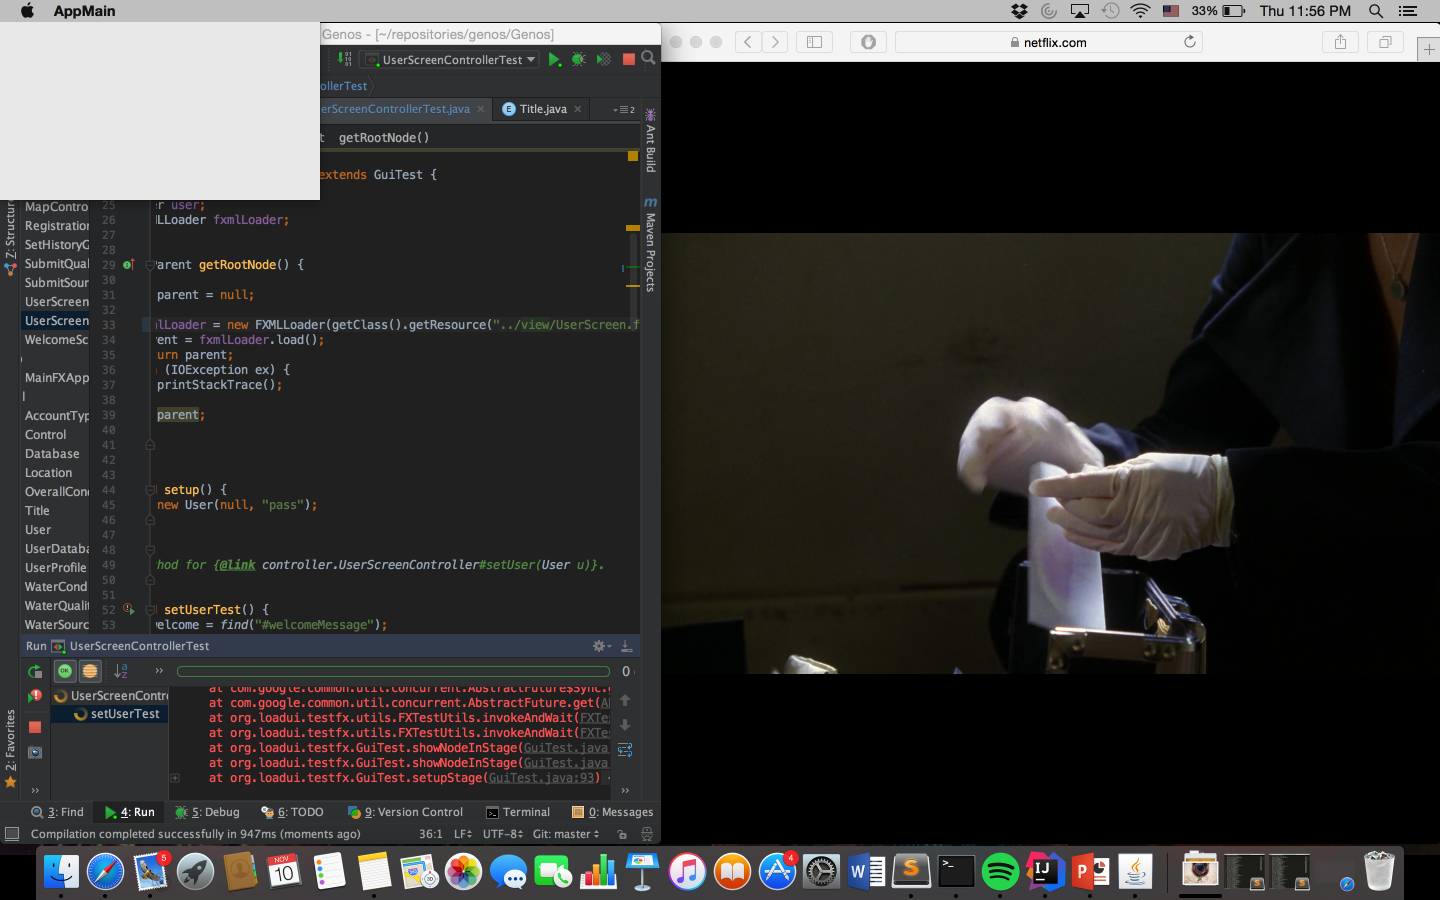 AppMain
33%
Thu 11:56 PM
Genos - [~/repositories/genos/Genos]
UserScreenControllerTest
ollerTest
erScreenControllerTest.java
Title.java
2
t getRootNode()
extends GuiTest {
25 r user;
26 LLoader fxmlLoader;
27
28
29 arent getRootNode() {
30
31 parent = null;
32
33 lLoader = new FXMLLoader(getClass().getResource("../view/UserScreen.f
34 ent = fxmlLoader.load();
35 urn parent;
36 (IOException ex) {
37 printStackTrace();
38
39 parent;
40
41
42
43
44 setup() {
45 new User(null, "pass");
46
47
48
49 hod for {@link controller.UserScreenController#setUser(User u)}.
50
51
52 setUserTest() {
53 elcome = find("#welcomeMessage");
MapContro
Registration
SetHistoryG
SubmitQual
SubmitSour
UserScreen
UserScreen
WelcomeSc
MainFXApp
AccountTyp
Control
Database
Location
OverallCond
Title
User
UserDataba
UserProfile
WaterCond
WaterQuali
WaterSourc
Z: Structure
2: Favorites
Ant Build
m Maven Projects
Run UserScreenControllerTest
OK
0
UserScreenContro
setUserTest
at com.google.common.util.concurrent.AbstractFuture$Sync.
at com.google.common.util.concurrent.AbstractFuture.get(A
at org.loadui.testfx.utils.FXTestUtils.invokeAndWait(FXTe
at org.loadui.testfx.utils.FXTestUtils.invokeAndWait(FXTe
at org.loadui.testfx.GuiTest.showNodeInStage(GuiTest.java
at org.loadui.testfx.GuiTest.showNodeInStage(GuiTest.java
at org.loadui.testfx.GuiTest.setupStage(GuiTest.java:93)
3: Find
4: Run
5: Debug
6: TODO
9: Version Control
Terminal
0: Messages
Compilation completed successfully in 947ms (moments ago)
36:1
LF
UTF-8
Git: master
netflix.com
5
NOV
10
4
W
S
IJ
P